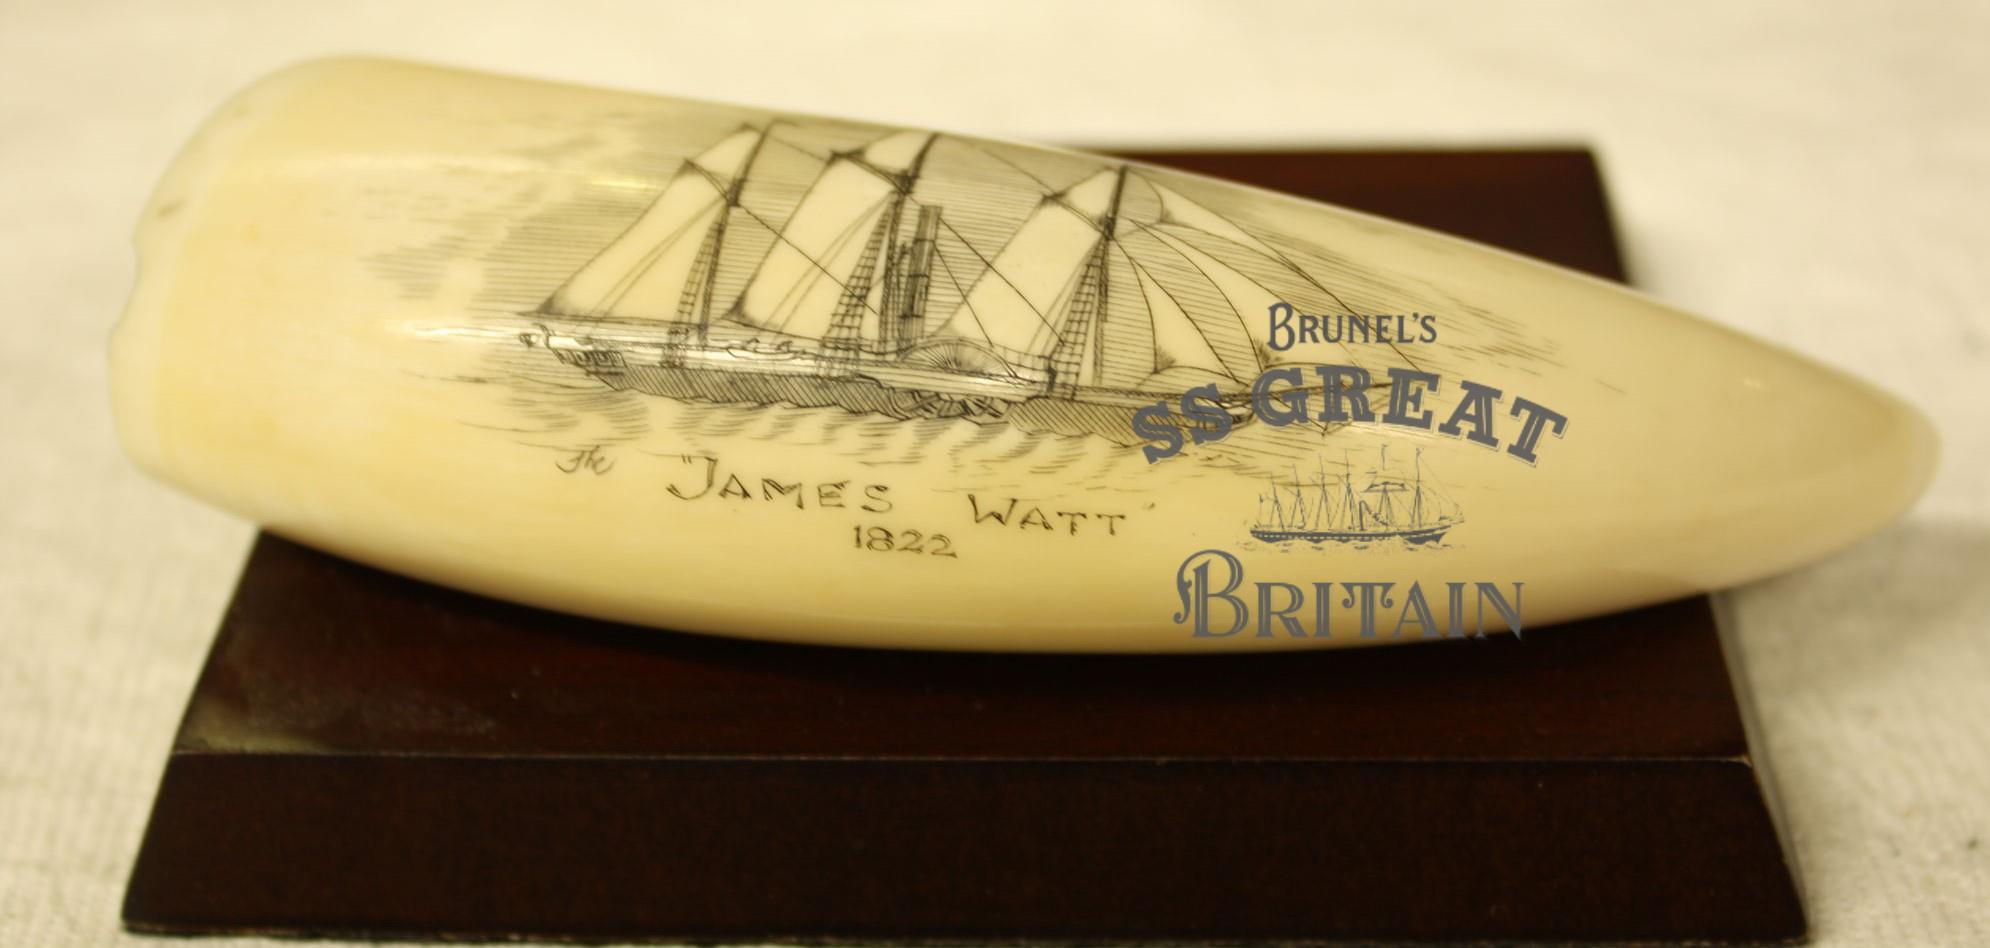 The "JAMES WATT"
1822
BRUNEL'S
SS GREAT
BRITAIN